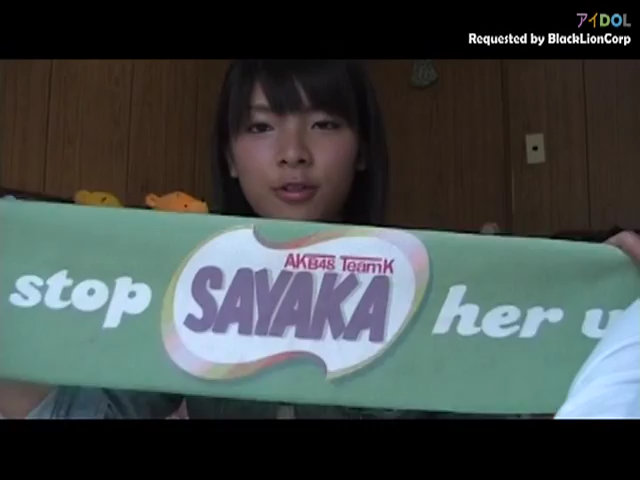 アイDOL
Requested by BlackLionCorp
AKB48 TeamK
stop SAYAKA her